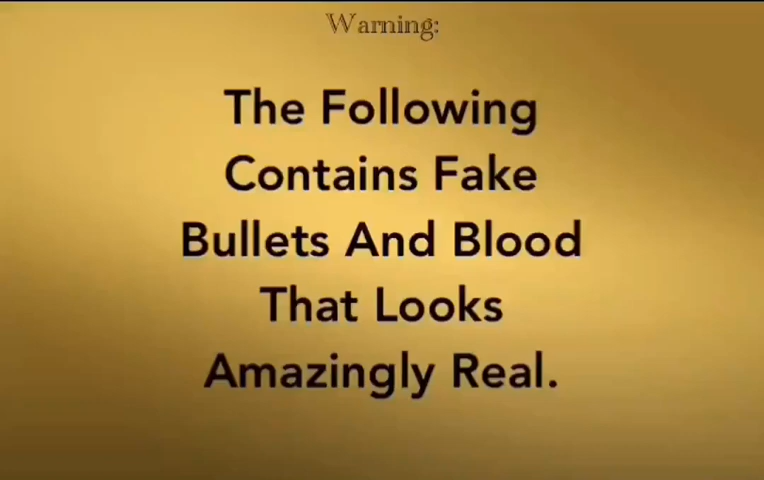 Warning:
The Following
Contains Fake
Bullets And Blood
That Looks
Amazingly Real.